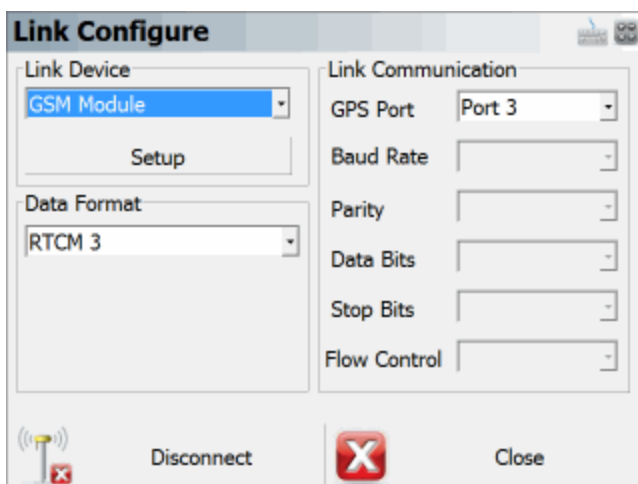 Link Configure
Link Device
GSM Module
Setup
Data Format
RTCM 3
Link Communication
GPS Port Port 3
Baud Rate
Parity
Data Bits
Stop Bits
Flow Control
Disconnect
Close